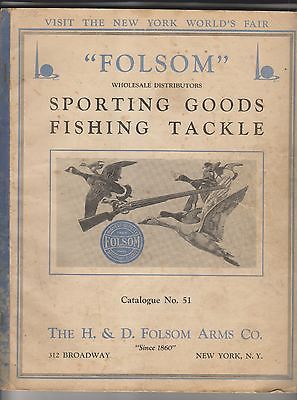 VISIT THE NEW YORK WORLD'S FAIR
"FOLSOM"
WHOLESALE DISTRIBUTORS
SPORTING GOODS
FISHING TACKLE
FOLSOM
Catalogue No. 51
THE H. & D. FOLSOM ARMS CO.
"Since 1860"
312 BROADWAY NEW YORK, N. Y.